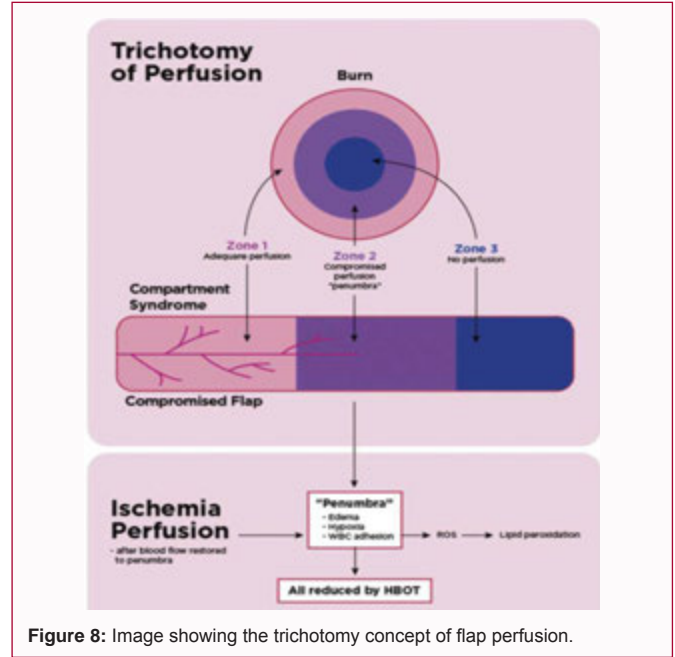 Trichotomy
of Perfusion
Burn
Zone 1
Adequare perfusion
Zone 2
Compromised
perfusion
"penumbra"
Zone 3
No perfusion
Compartment
Syndrome
Compromised Flap
Ischemia
Perfusion
- after blood flow restored
to penumbra
"Penumbra"
- Edema
- Hypoxia
- WBC adhesion
ROS
Lipid peroxidation
All reduced by HBOT
Figure 8: Image showing the trichotomy concept of flap perfusion.